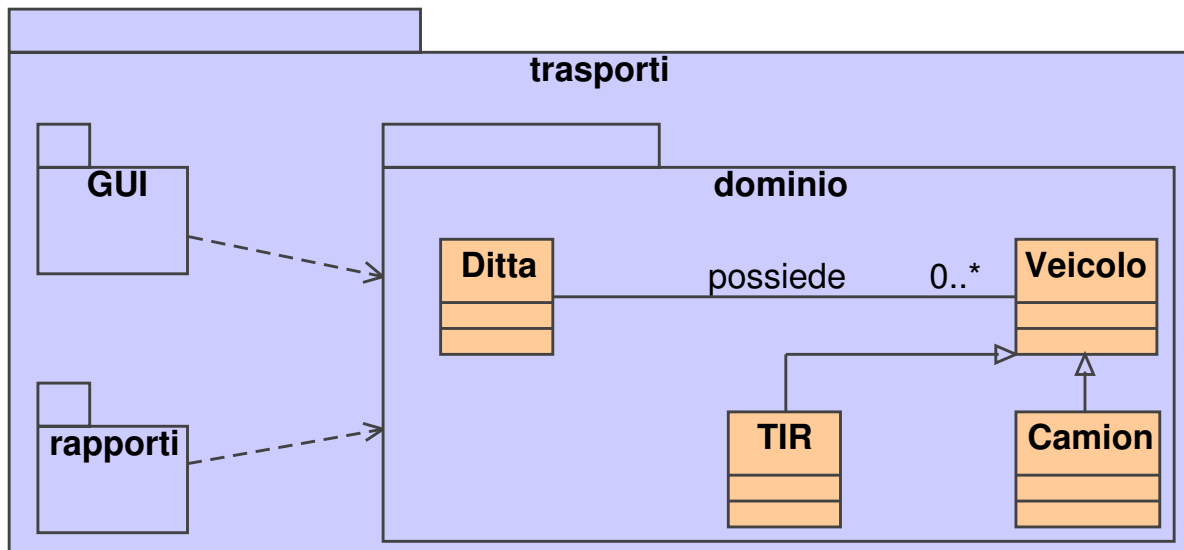 trasporti
GUI
dominio
Ditta
possiede
0..*
Veicolo
rapporti
TIR
Camion